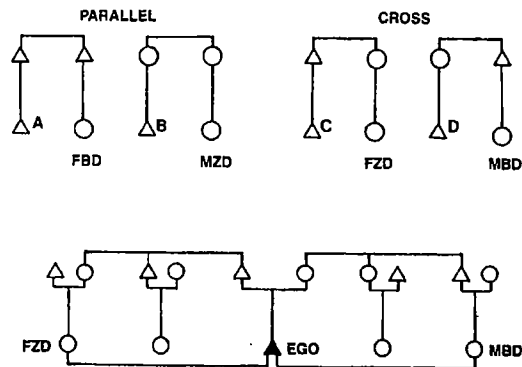 PARALLEL CROSS
A B C D
FBD MZD FZD MBD
FZD EGO MBD